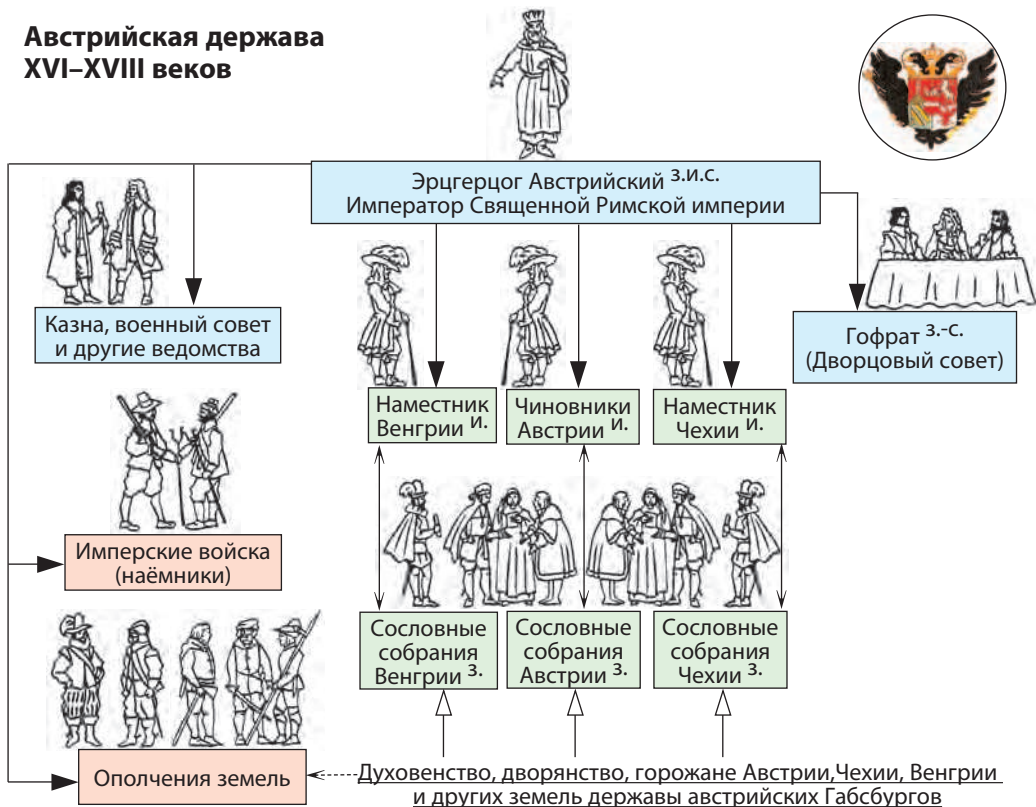 Австрийская держава
XVI–XVIII веков
Эрцгерцог Австрийский з.и.с.
Император Священной Римской империи
Казна, военный совет
и другие ведомства
Гофрат з.-с.
(Дворцовый совет)
Наместник
Венгрии и.
Чиновники
Австрии и.
Наместник
Чехии и.
Имперские войска
(наёмники)
Сословные
собрания
Венгрии з.
Сословные
собрания
Австрии з.
Сословные
собрания
Чехии з.
Ополчения земель
Духовенство, дворянство, горожане Австрии,Чехии, Венгрии
и других земель державы австрийских Габсбургов